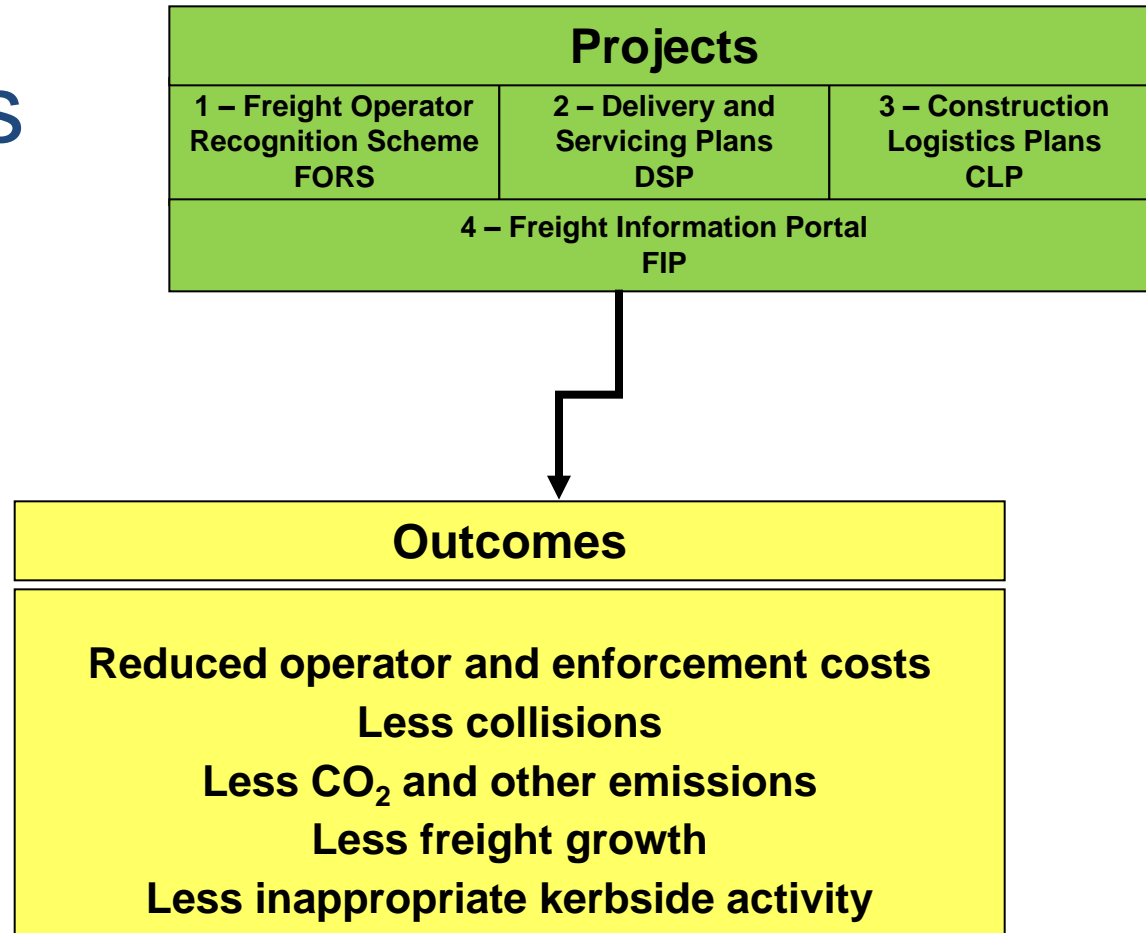 s
Projects
1 – Freight Operator
Recognition Scheme
FORS
2 – Delivery and
Servicing Plans
DSP
3 – Construction
Logistics Plans
CLP
4 – Freight Information Portal
FIP
Outcomes
Reduced operator and enforcement costs
Less collisions
Less CO₂ and other emissions
Less freight growth
Less inappropriate kerbside activity